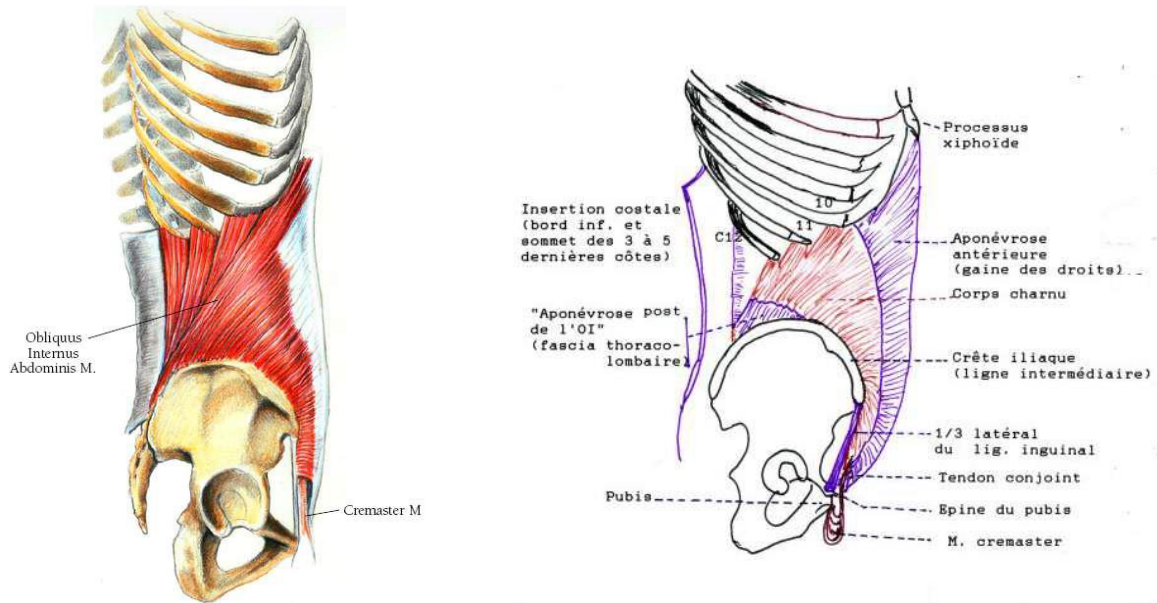 Obliquus
Internus
Abdominis M.
Cremaster M
Processus
xiphoïde
Insertion costale
(bord inf. et
sommet des 3 à 5
dernières côtes)
10
11
C12
Aponévrose
antérieure
(gaine des droits)
Corps charnu
"Aponévrose post
de l'OI"
(fascia thoraco-
lombaire)
Crête iliaque
(ligne intermédiaire)
1/3 latéral
du lig. inguinal
Tendon conjoint
Pubis
Epine du pubis
M. cremaster